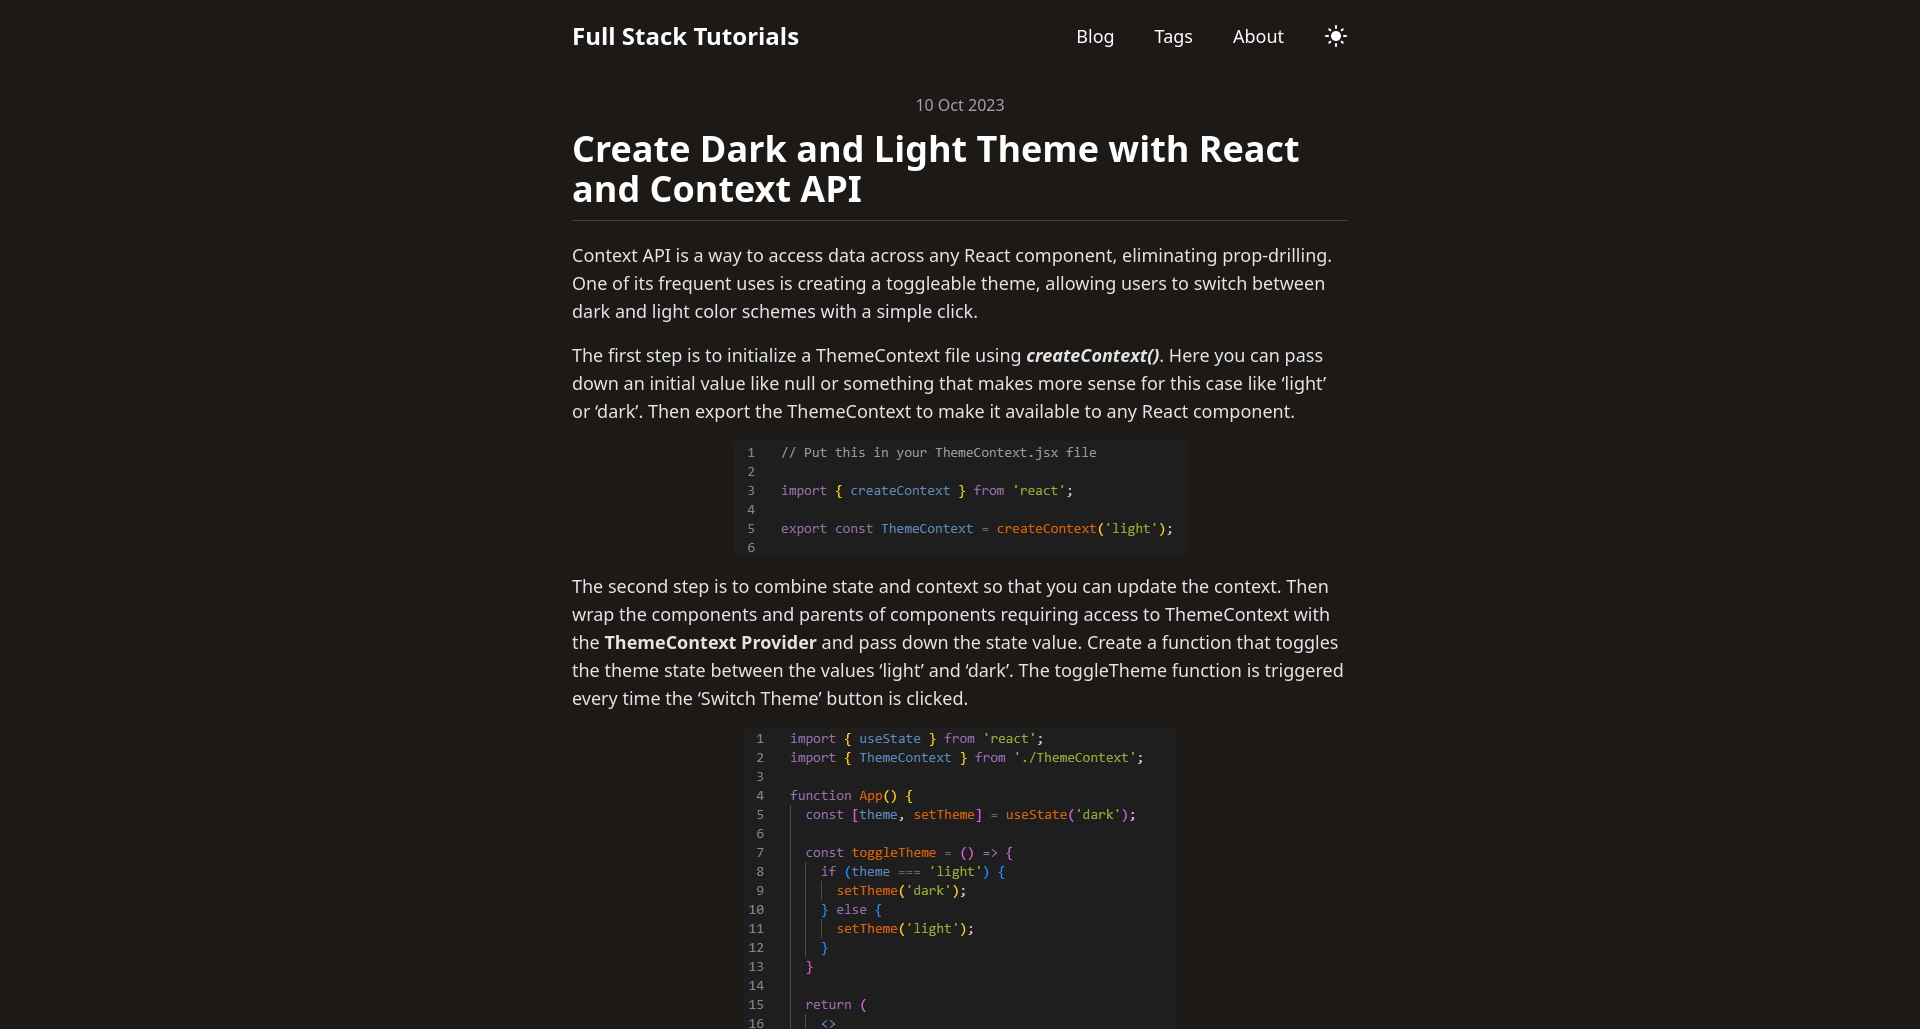 Full Stack Tutorials
Blog Tags About
10 Oct 2023
Create Dark and Light Theme with React
and Context API
Context API is a way to access data across any React component, eliminating prop-drilling.
One of its frequent uses is creating a toggleable theme, allowing users to switch between
dark and light color schemes with a simple click.
The first step is to initialize a ThemeContext file using createContext(). Here you can pass
down an initial value like null or something that makes more sense for this case like ‘light’
or ‘dark’. Then export the ThemeContext to make it available to any React component.
1 // Put this in your ThemeContext.jsx file
2
3 import { createContext } from 'react';
4
5 export const ThemeContext = createContext('light');
6
The second step is to combine state and context so that you can update the context. Then
wrap the components and parents of components requiring access to ThemeContext with
the ThemeContext Provider and pass down the state value. Create a function that toggles
the theme state between the values ‘light’ and ‘dark’. The toggleTheme function is triggered
every time the ‘Switch Theme’ button is clicked.
1 import { useState } from 'react';
2 import { ThemeContext } from './ThemeContext';
3
4 function App() {
5 const [theme, setTheme] = useState('dark');
6
7 const toggleTheme = () => {
8 if (theme === 'light') {
9 setTheme('dark');
10 } else {
11 setTheme('light');
12 }
13 }
14
15 return (
16 <>